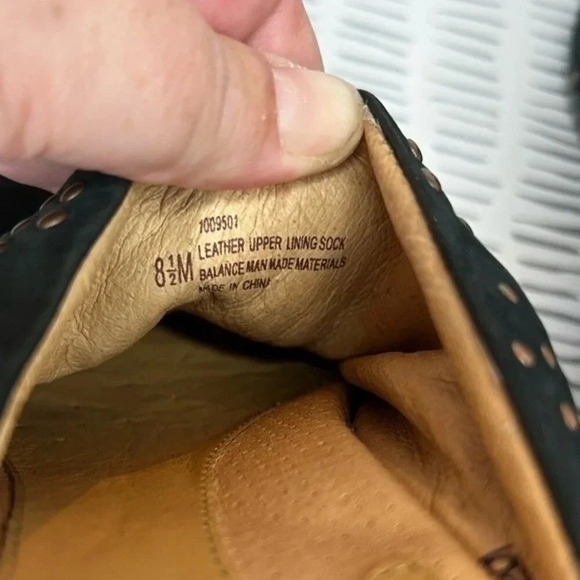 1009501
8½M LEATHER UPPER LINING SOCK
BALANCE MAN MADE MATERIALS
MADE IN CHINA